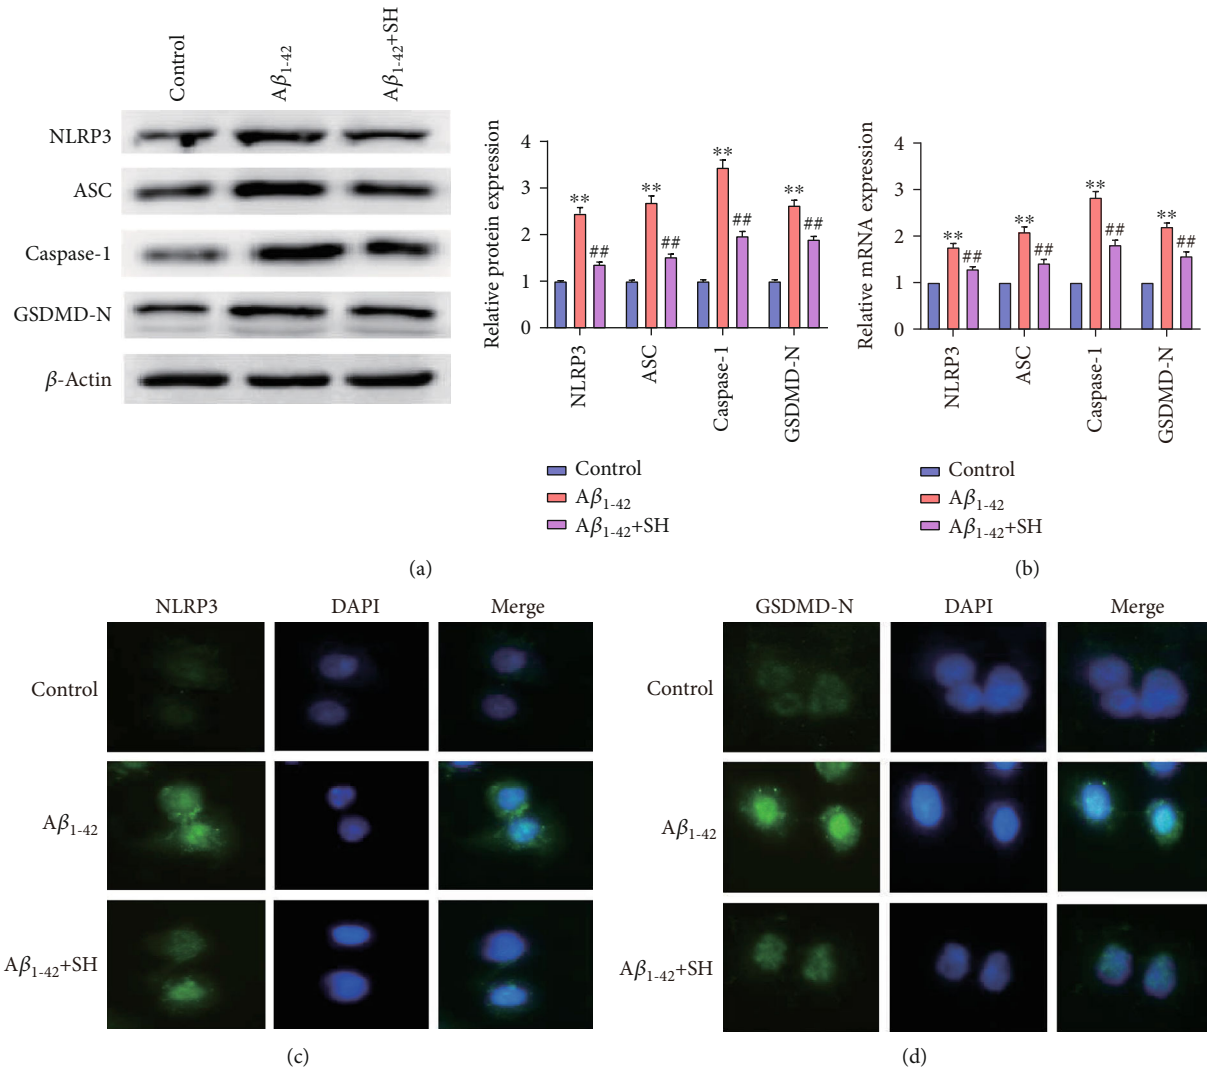 Control
Aβ1-42
Aβ1-42+SH
NLRP3
ASC
Caspase-1
GSDMD-N
β-Actin
Relative protein expression
4
3
2
1
0
**
##
**
##
**
##
**
##
NLRP3
ASC
Caspase-1
GSDMD-N
Control
Aβ1-42
Aβ1-42+SH
(a)
Relative mRNA expression
4
3
2
1
0
**
##
**
##
**
##
**
##
NLRP3
ASC
Caspase-1
GSDMD-N
Control
Aβ1-42
Aβ1-42+SH
(b)
NLRP3 DAPI Merge
Control
Aβ1-42
Aβ1-42+SH
(c)
GSDMD-N DAPI Merge
Control
Aβ1-42
Aβ1-42+SH
(d)